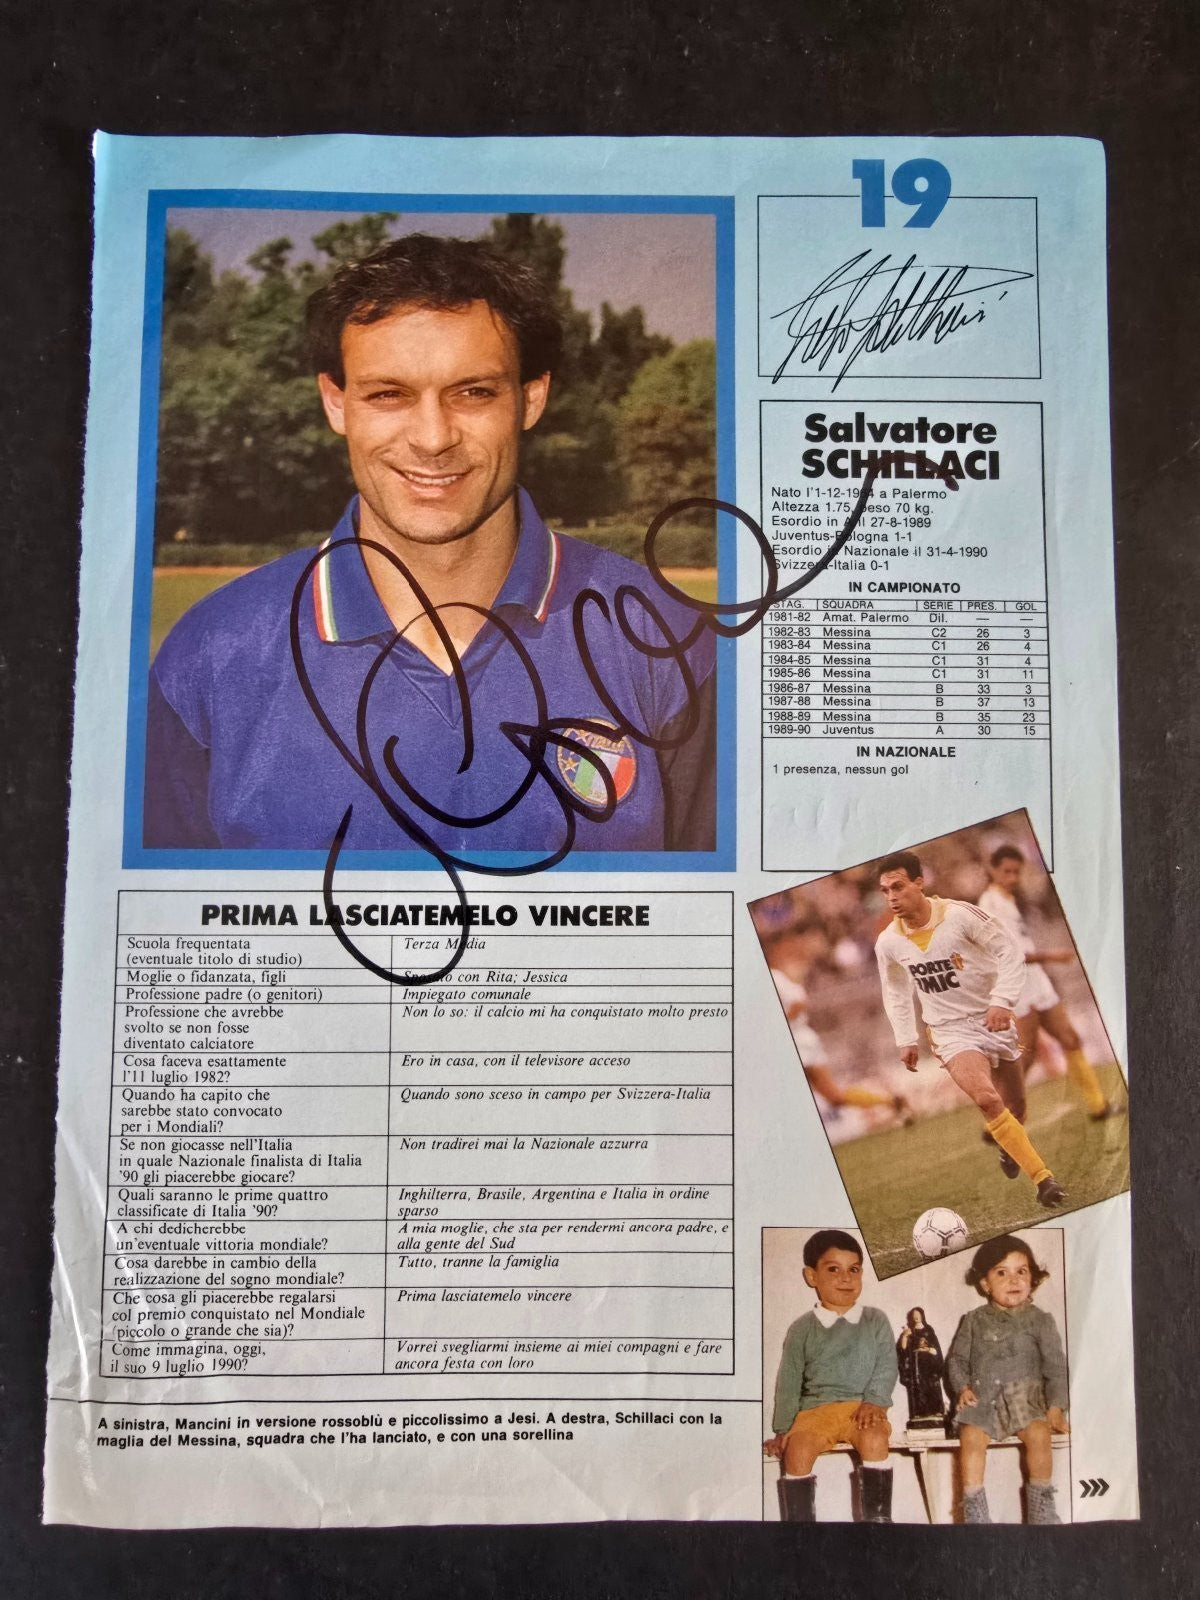 19
Salvatore
SCHILLACI
Nato l'1-12-1964 a Palermo
Altezza 1.75, peso 70 kg.
Esordio in A il 27-8-1989
Juventus-Bologna 1-1
Esordio in Nazionale il 31-4-1990
Svizzera-Italia 0-1
IN CAMPIONATO
STAG. SQUADRA SERIE PRES. GOL
1981-82 Amat. Palermo Dil. — —
1982-83 Messina C2 26 3
1983-84 Messina C1 26 4
1984-85 Messina C1 31 4
1985-86 Messina C1 31 11
1986-87 Messina B 33 3
1987-88 Messina B 37 13
1988-89 Messina B 35 23
1989-90 Juventus A 30 15
IN NAZIONALE
1 presenza, nessun gol
ITALIA
PRIMA LASCIATEMELO VINCERE
Scuola frequentata
(eventuale titolo di studio)
Terza Media
Moglie o fidanzata, figli
Sposato con Rita; Jessica
Professione padre (o genitori)
Impiegato comunale
Professione che avrebbe
svolto se non fosse
diventato calciatore
Non lo so: il calcio mi ha conquistato molto presto
Cosa faceva esattamente
l'11 luglio 1982?
Ero in casa, con il televisore acceso
Quando ha capito che
sarebbe stato convocato
per i Mondiali?
Quando sono sceso in campo per Svizzera-Italia
Se non giocasse nell'Italia
in quale Nazionale finalista di Italia
'90 gli piacerebbe giocare?
Non tradirei mai la Nazionale azzurra
Quali saranno le prime quattro
classificate di Italia '90?
Inghilterra, Brasile, Argentina e Italia in ordine
sparso
A chi dedicherebbe
un'eventuale vittoria mondiale?
A mia moglie, che sta per rendermi ancora padre, e
alla gente del Sud
Cosa darebbe in cambio della
realizzazione del sogno mondiale?
Tutto, tranne la famiglia
Che cosa gli piacerebbe regalarsi
col premio conquistato nel Mondiale
(piccolo o grande che sia)?
Prima lasciatemelo vincere
Come immagina, oggi,
il suo 9 luglio 1990?
Vorrei svegliarmi insieme ai miei compagni e fare
ancora festa con loro
PORTE
A sinistra, Mancini in versione rossoblù e piccolissimo a Jesi. A destra, Schillaci con la
maglia del Messina, squadra che l'ha lanciato, e con una sorellina